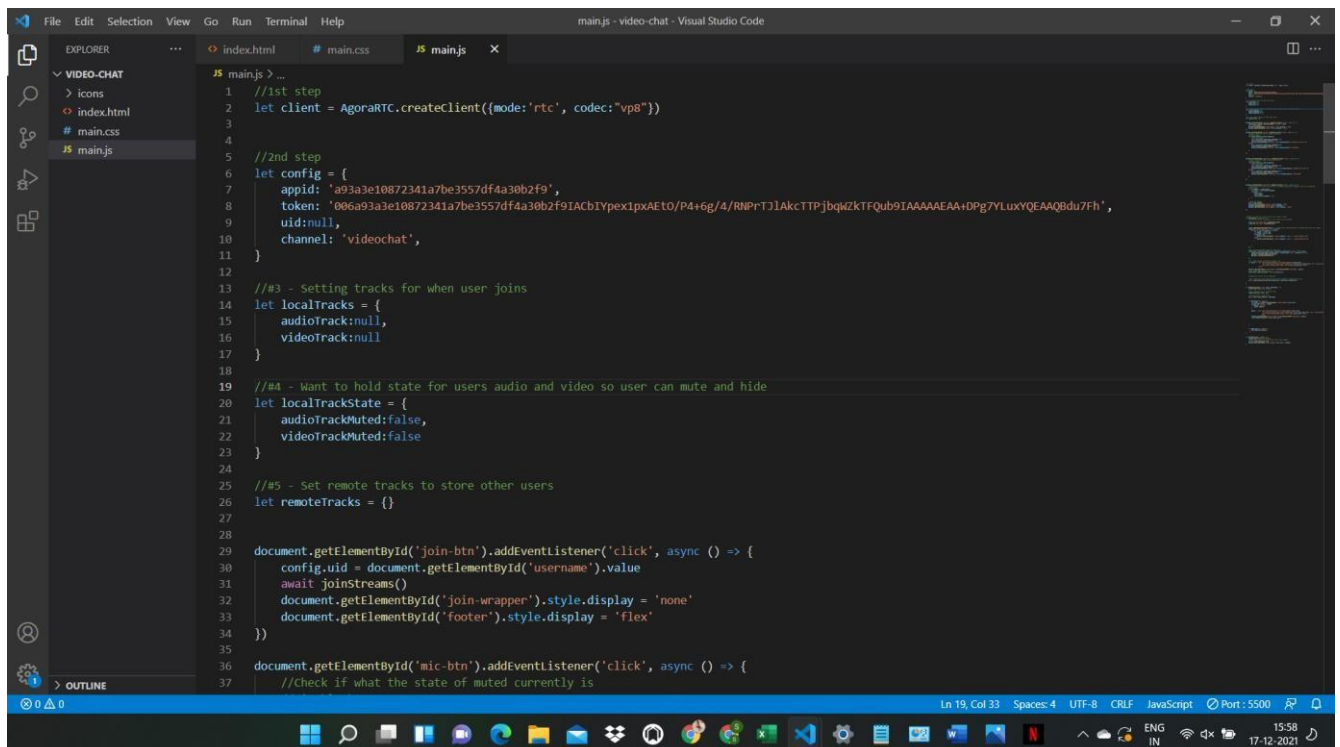 File Edit Selection View Go Run Terminal Help
main.js - video-chat - Visual Studio Code
EXPLORER
index.html
# main.css
JS main.js
VIDEO-CHAT
icons
index.html
# main.css
JS main.js
OUTLINE
JS main.js > ...
1 //1st step
2 let client = AgoraRTC.createClient({mode:'rtc', codec:"vp8"})
3
4
5 //2nd step
6 let config = {
7 appid: 'a93a3e10872341a7be3557df4a30b2f9',
8 token: '006a93a3e10872341a7be3557df4a30b2f9IACbIYpex1pxAEtO/P4+6g/4/RNPrTJlAkcTTPjbqWZkTFQub9IAAAAAEAA+DPg7YLuxYQEAAQBdu7Fh',
9 uid:null,
10 channel: 'videochat',
11 }
12
13 //#3 - Setting tracks for when user joins
14 let localTracks = {
15 audioTrack:null,
16 videoTrack:null
17 }
18
19 //#4 - Want to hold state for users audio and video so user can mute and hide
20 let localTrackState = {
21 audioTrackMuted:false,
22 videoTrackMuted:false
23 }
24
25 //#5 - Set remote tracks to store other users
26 let remoteTracks = {}
27
28
29 document.getElementById('join-btn').addEventListener('click', async () => {
30 config.uid = document.getElementById('username').value
31 await joinStreams()
32 document.getElementById('join-wrapper').style.display = 'none'
33 document.getElementById('footer').style.display = 'flex'
34 })
35
36 document.getElementById('mic-btn').addEventListener('click', async () => {
37 //Check if what the state of muted currently is
1
0 0
Ln 19, Col 33 Spaces: 4 UTF-8 CRLF JavaScript Port : 5500
ENG
IN
15:58
17-12-2021